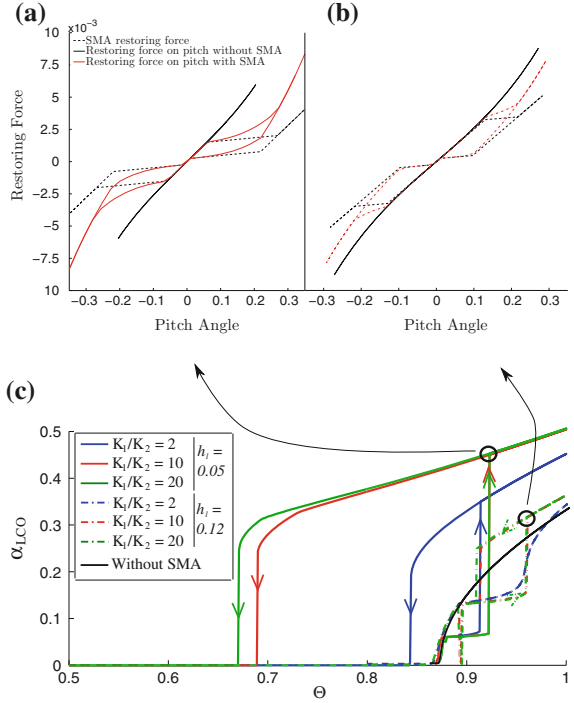 (a)
(b)
×10⁻³
SMA restoring force
Restoring force on pitch without SMA
Restoring force on pitch with SMA
10
7.5
5
2.5
0
−2.5
−5
−7.5
10
Restoring Force
−0.3 −0.2 −0.1 0 0.1 0.2 0.3
Pitch Angle
−0.3 −0.2 −0.1 0 0.1 0.2 0.3
Pitch Angle
(c)
0.5
0.4
0.3
0.2
0.1
0
α_LCO
K₁/K₂ = 2
K₁/K₂ = 10
K₁/K₂ = 20
h₁ = 0.05
K₁/K₂ = 2
K₁/K₂ = 10
K₁/K₂ = 20
h₁ = 0.12
Without SMA
0.5 0.6 0.7 0.8 0.9 1
Θ